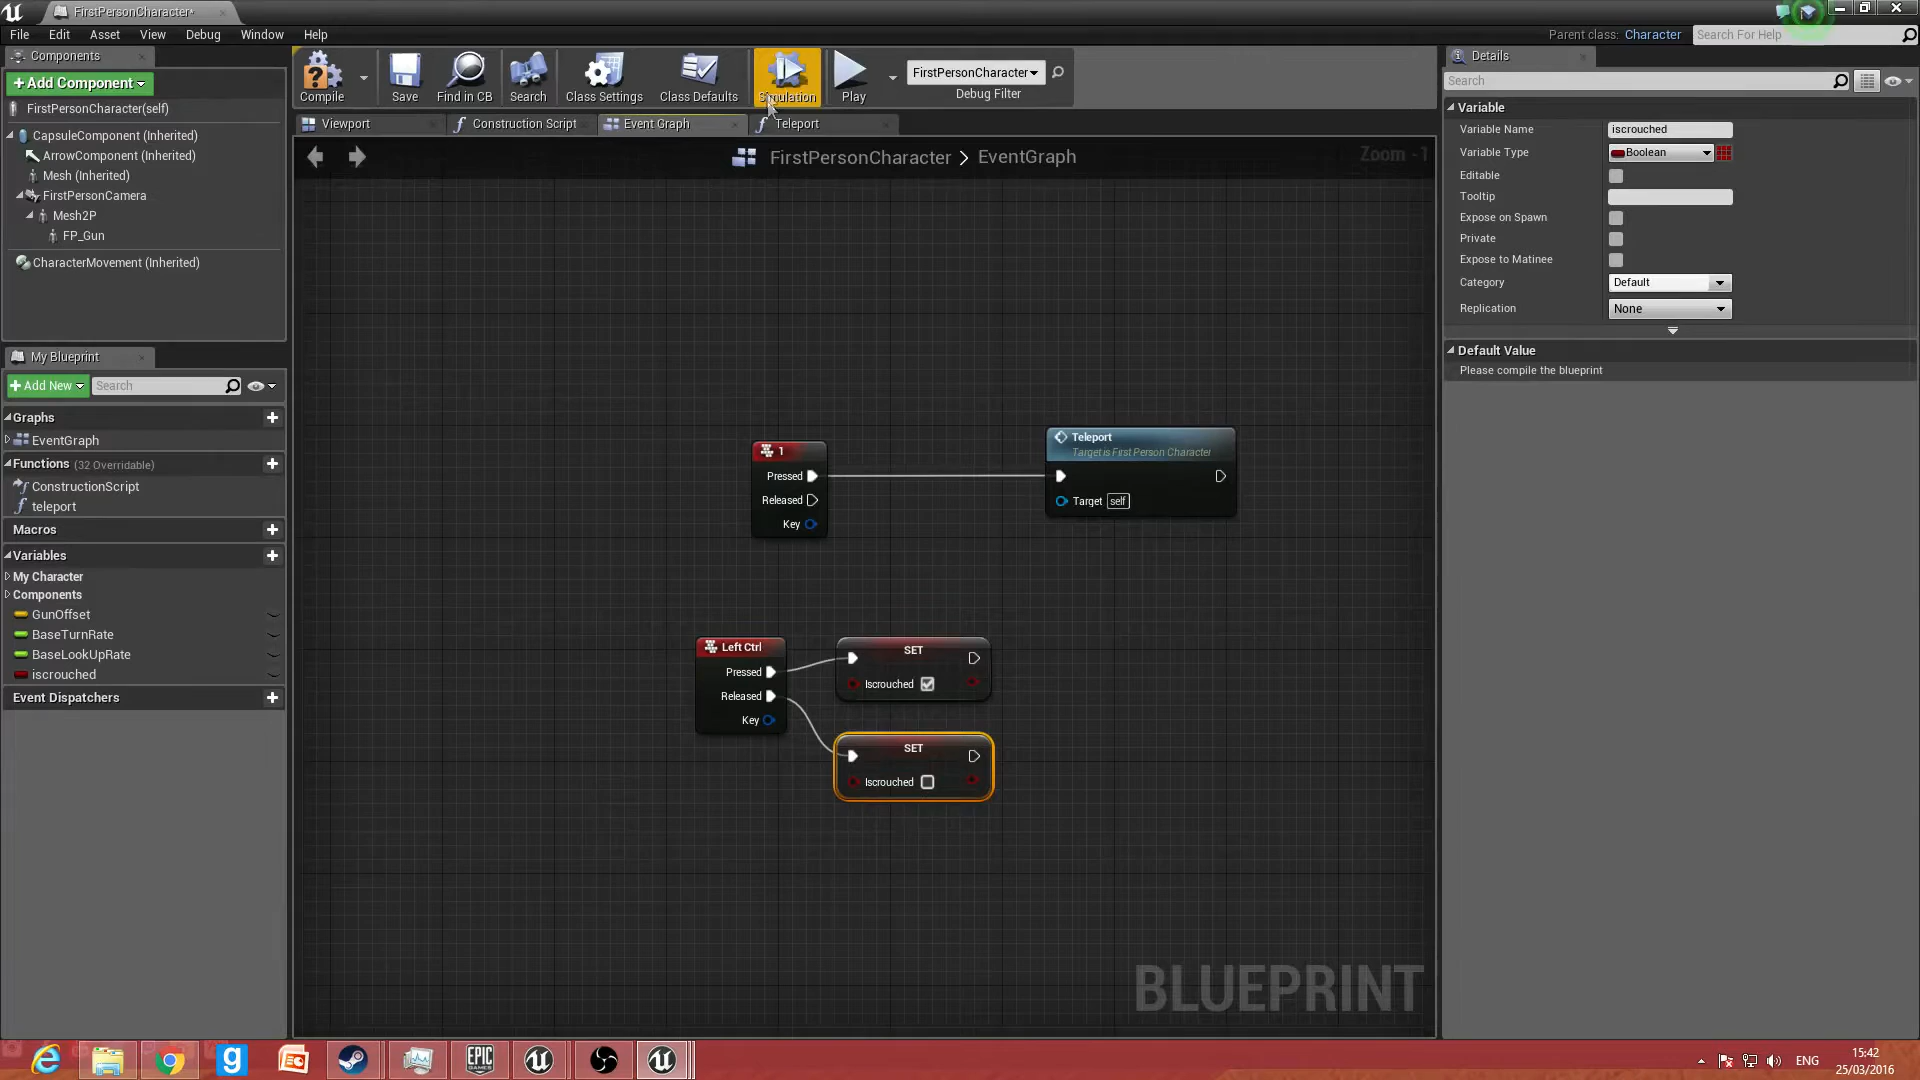 FirstPersonCharacter*
File Edit Asset View Debug Window Help
Parent class: Character Search For Help
Components
+Add Component
FirstPersonCharacter(self)
CapsuleComponent (Inherited)
ArrowComponent (Inherited)
Mesh (Inherited)
FirstPersonCamera
Mesh2P
FP_Gun
CharacterMovement (Inherited)
My Blueprint
+Add New Search
Graphs
EventGraph
Functions (32 Overridable)
ConstructionScript
teleport
Macros
Variables
My Character
Components
GunOffset
BaseTurnRate
BaseLookUpRate
iscrouched
Event Dispatchers
Compile Save Find in CB Search Class Settings Class Defaults Simulation Play
FirstPersonCharacter
Debug Filter
Viewport Construction Script Event Graph Teleport
FirstPersonCharacter > EventGraph
Zoom -1
1
Pressed
Released
Key
Teleport
Target is First Person Character
Target self
Left Ctrl
Pressed
Released
Key
SET
Iscrouched
SET
Iscrouched
BLUEPRINT
Details
Search
Variable
Variable Name iscrouched
Variable Type Boolean
Editable
Tooltip
Expose on Spawn
Private
Expose to Matinee
Category Default
Replication None
Default Value
Please compile the blueprint
EPIC GAMES
ENG
15:42
25/03/2016